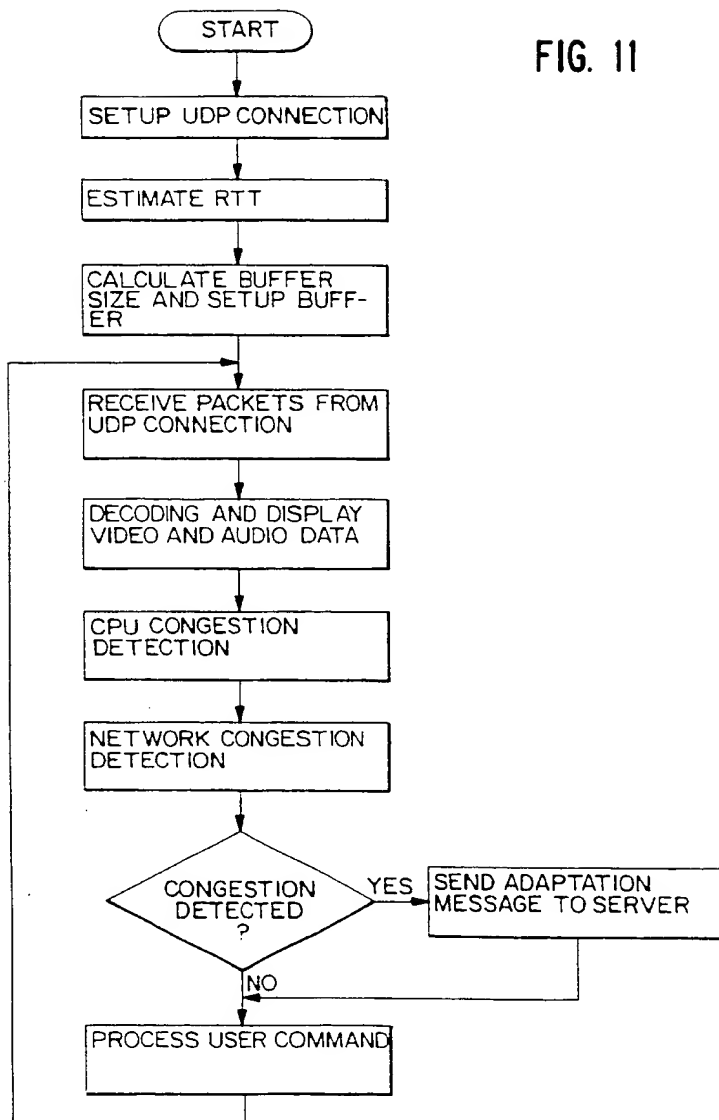 START
FIG. 11
SETUP UDP CONNECTION
ESTIMATE RTT
CALCULATE BUFFER
SIZE AND SETUP BUFF-
ER
RECEIVE PACKETS FROM
UDP CONNECTION
DECODING AND DISPLAY
VIDEO AND AUDIO DATA
CPU CONGESTION
DETECTION
NETWORK CONGESTION
DETECTION
CONGESTION
DETECTED
?
YES
SEND ADAPTATION
MESSAGE TO SERVER
NO
PROCESS USER COMMAND